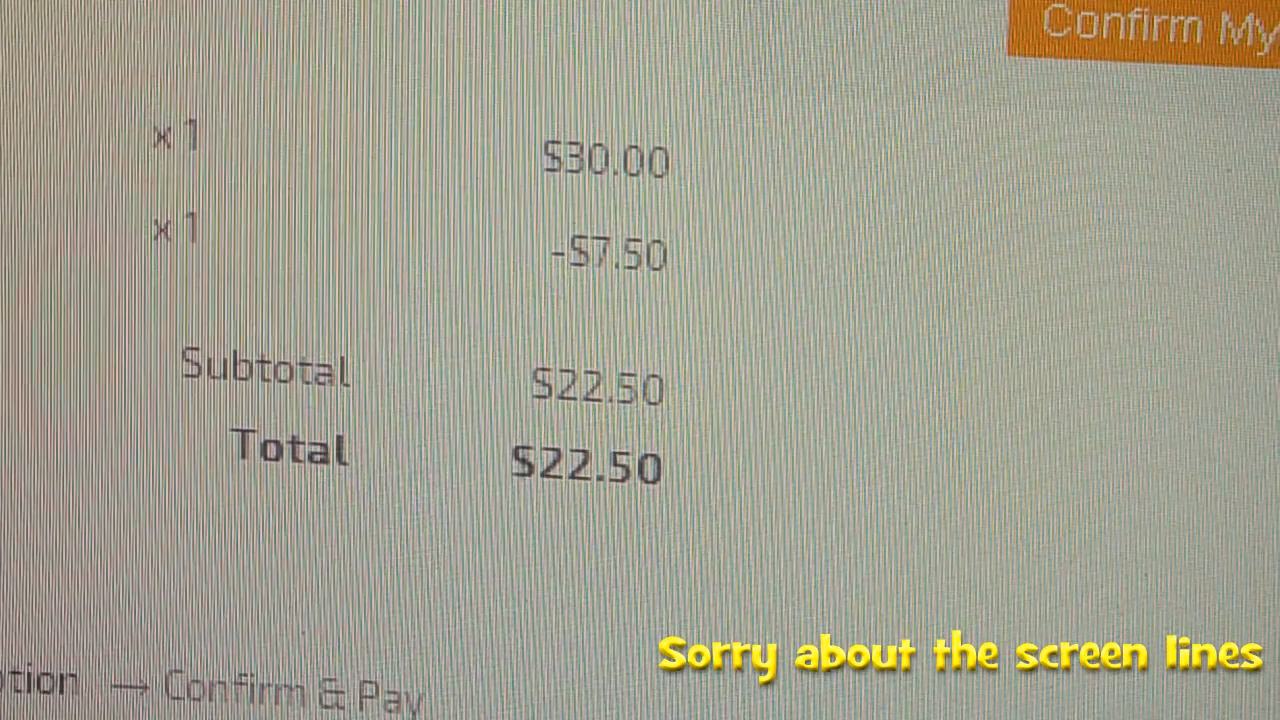 Confirm My
x 1
$30.00
x 1
-$7.50
Subtotal $22.50
Total $22.50
Sorry about the screen lines
→ Confirm & Pay